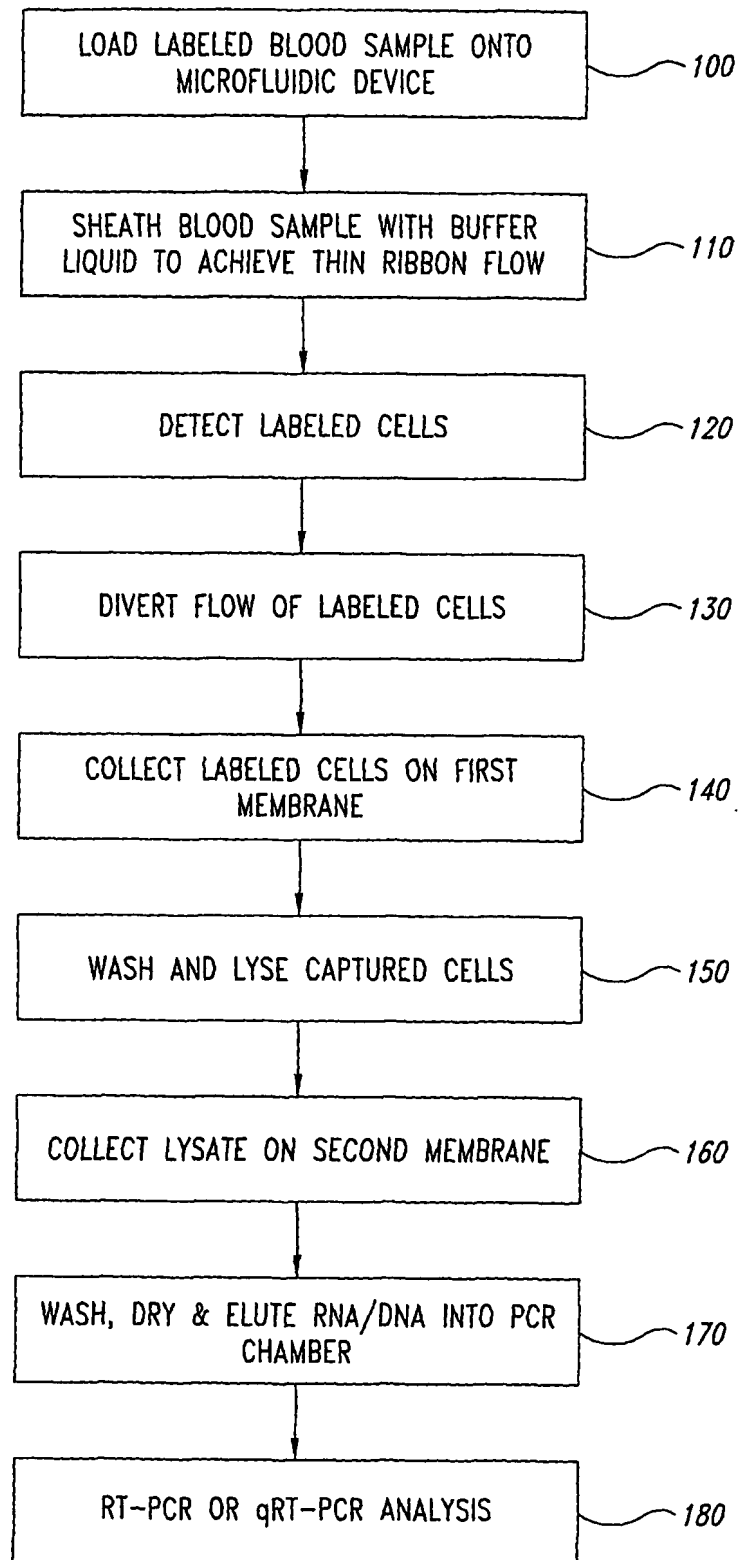 LOAD LABELED BLOOD SAMPLE ONTO
MICROFLUIDIC DEVICE
100
SHEATH BLOOD SAMPLE WITH BUFFER
LIQUID TO ACHIEVE THIN RIBBON FLOW
110
DETECT LABELED CELLS
120
DIVERT FLOW OF LABELED CELLS
130
COLLECT LABELED CELLS ON FIRST
MEMBRANE
140
WASH AND LYSE CAPTURED CELLS
150
COLLECT LYSATE ON SECOND MEMBRANE
160
WASH, DRY & ELUTE RNA/DNA INTO PCR
CHAMBER
170
RT-PCR OR qRT-PCR ANALYSIS
180